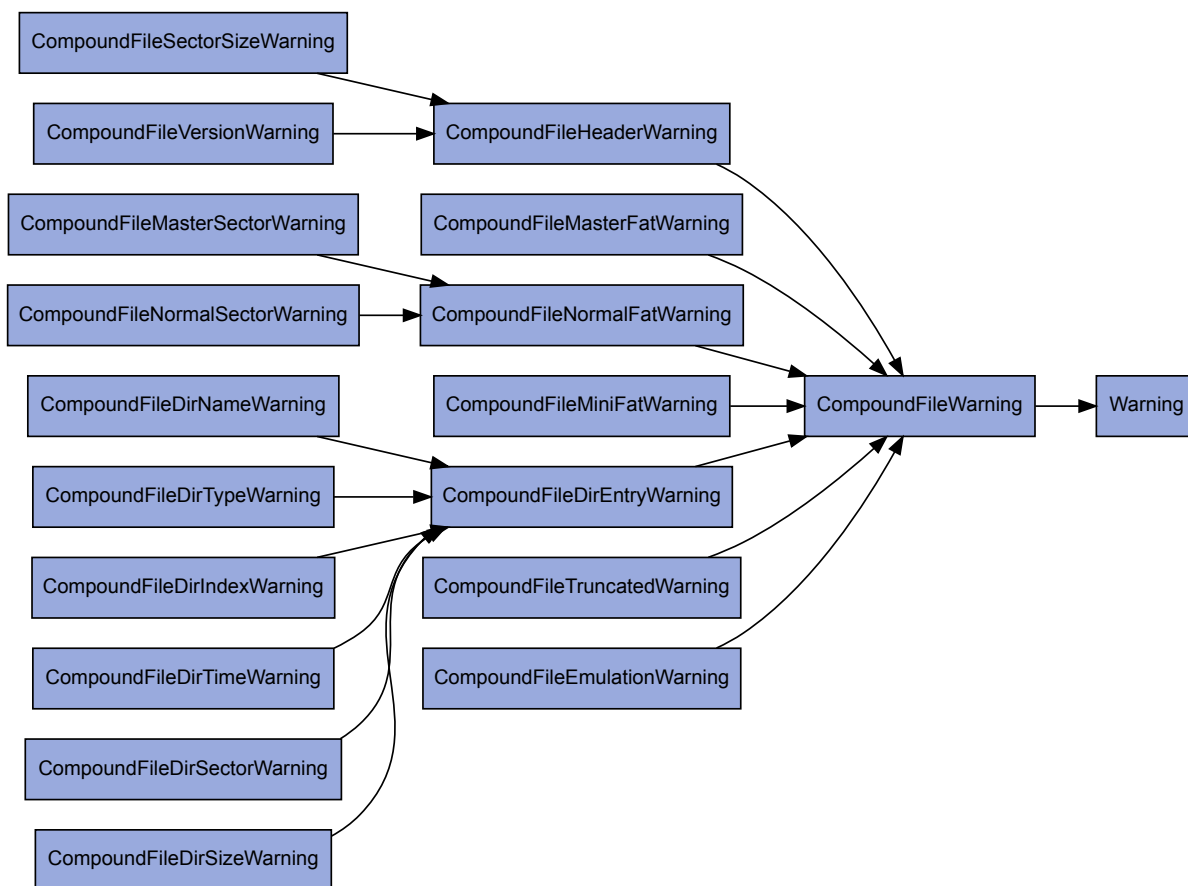 CompoundFileSectorSizeWarning
CompoundFileVersionWarning
CompoundFileHeaderWarning
CompoundFileMasterSectorWarning
CompoundFileMasterFatWarning
CompoundFileNormalSectorWarning
CompoundFileNormalFatWarning
CompoundFileDirNameWarning
CompoundFileMiniFatWarning
CompoundFileWarning
Warning
CompoundFileDirTypeWarning
CompoundFileDirEntryWarning
CompoundFileDirIndexWarning
CompoundFileTruncatedWarning
CompoundFileDirTimeWarning
CompoundFileEmulationWarning
CompoundFileDirSectorWarning
CompoundFileDirSizeWarning